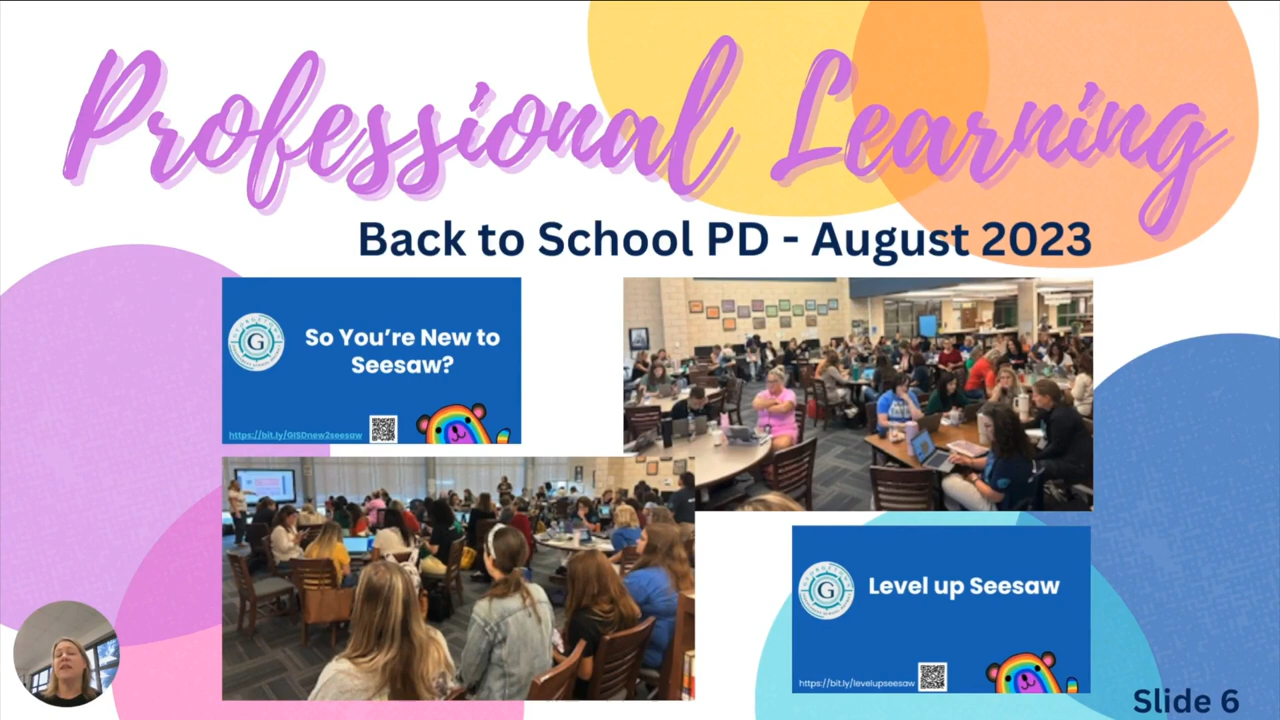 Professional Learning
Back to School PD - August 2023
So You're New to
Seesaw?
G
https://bit.ly/GISDnew2seesaw
Level up Seesaw
G
https://bit.ly/levelupseesaw
Slide 6